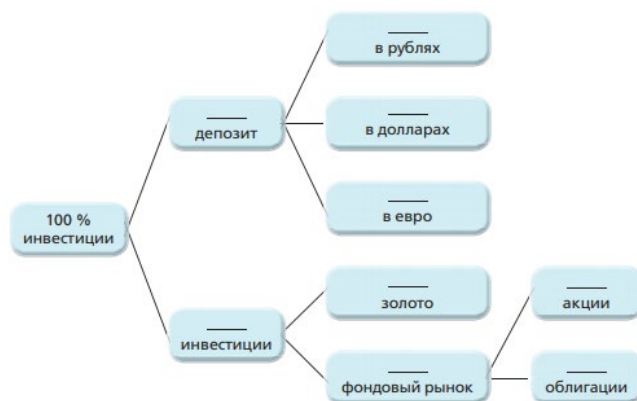 в рублях
депозит
в долларах
в евро
100 %
инвестиции
золото
акции
инвестиции
фондовый рынок
облигации